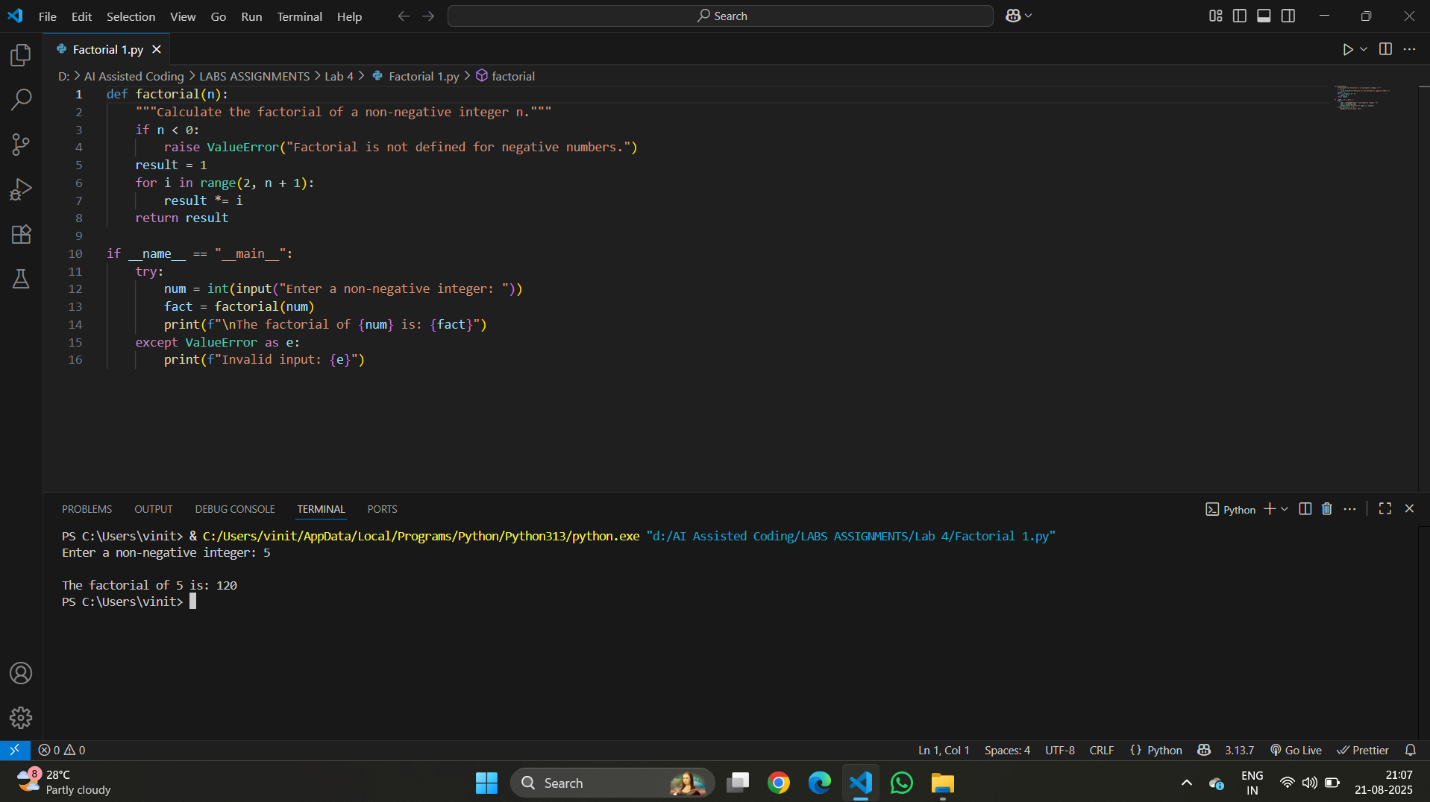 File Edit Selection View Go Run Terminal Help Search
Factorial 1.py
D: > AI Assisted Coding > LABS ASSIGNMENTS > Lab 4 > Factorial 1.py > factorial
1 def factorial(n):
2     """Calculate the factorial of a non-negative integer n."""
3     if n < 0:
4         raise ValueError("Factorial is not defined for negative numbers.")
5     result = 1
6     for i in range(2, n + 1):
7         result *= i
8     return result
9
10 if __name__ == "__main__":
11     try:
12         num = int(input("Enter a non-negative integer: "))
13         fact = factorial(num)
14         print(f"\nThe factorial of {num} is: {fact}")
15     except ValueError as e:
16         print(f"Invalid input: {e}")
PROBLEMS OUTPUT DEBUG CONSOLE TERMINAL PORTS Python
PS C:\Users\vinit> & C:/Users/vinit/AppData/Local/Programs/Python/Python313/python.exe "d:/AI Assisted Coding/LABS ASSIGNMENTS/Lab 4/Factorial 1.py"
Enter a non-negative integer: 5
The factorial of 5 is: 120
PS C:\Users\vinit>
0 0 Ln 1, Col 1 Spaces: 4 UTF-8 CRLF {} Python 3.13.7 Go Live Prettier
8 28°C
Partly cloudy
Search
ENG
IN
21:07
21-08-2025